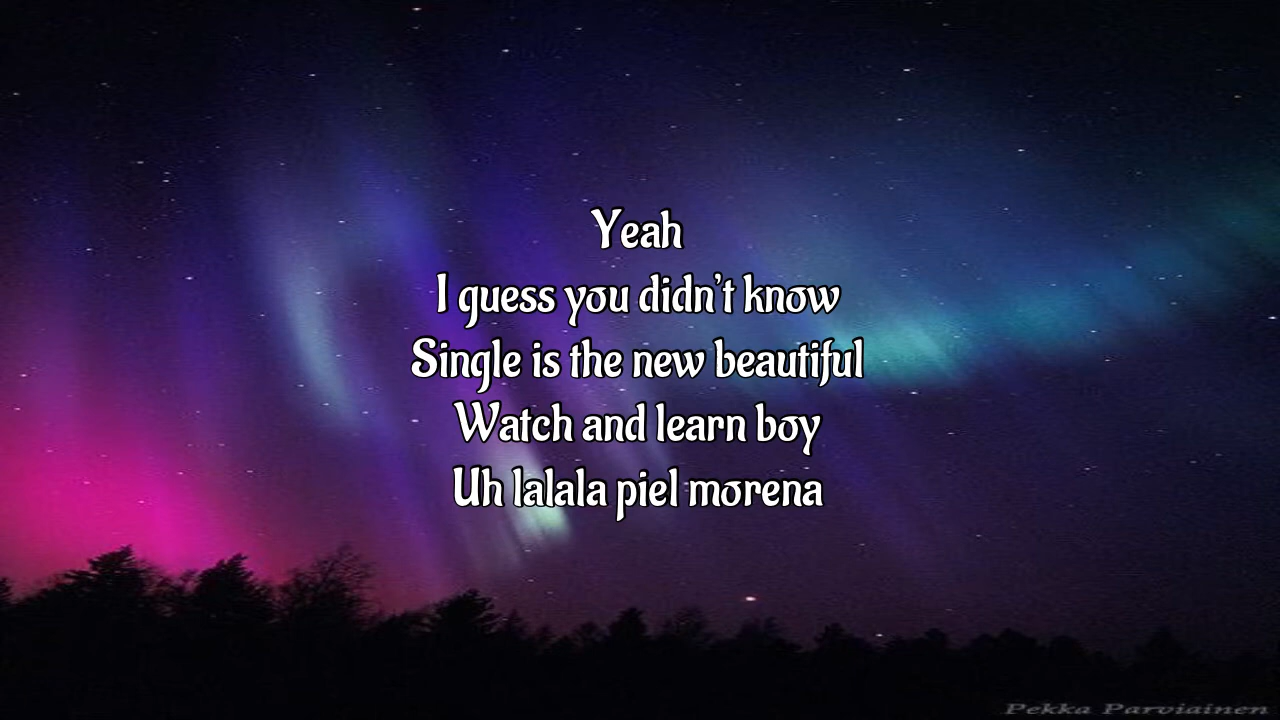 Yeah
I guess you didn't know
Single is the new beautiful
Watch and learn boy
Uh lalala piel morena
Pekka Parviainen